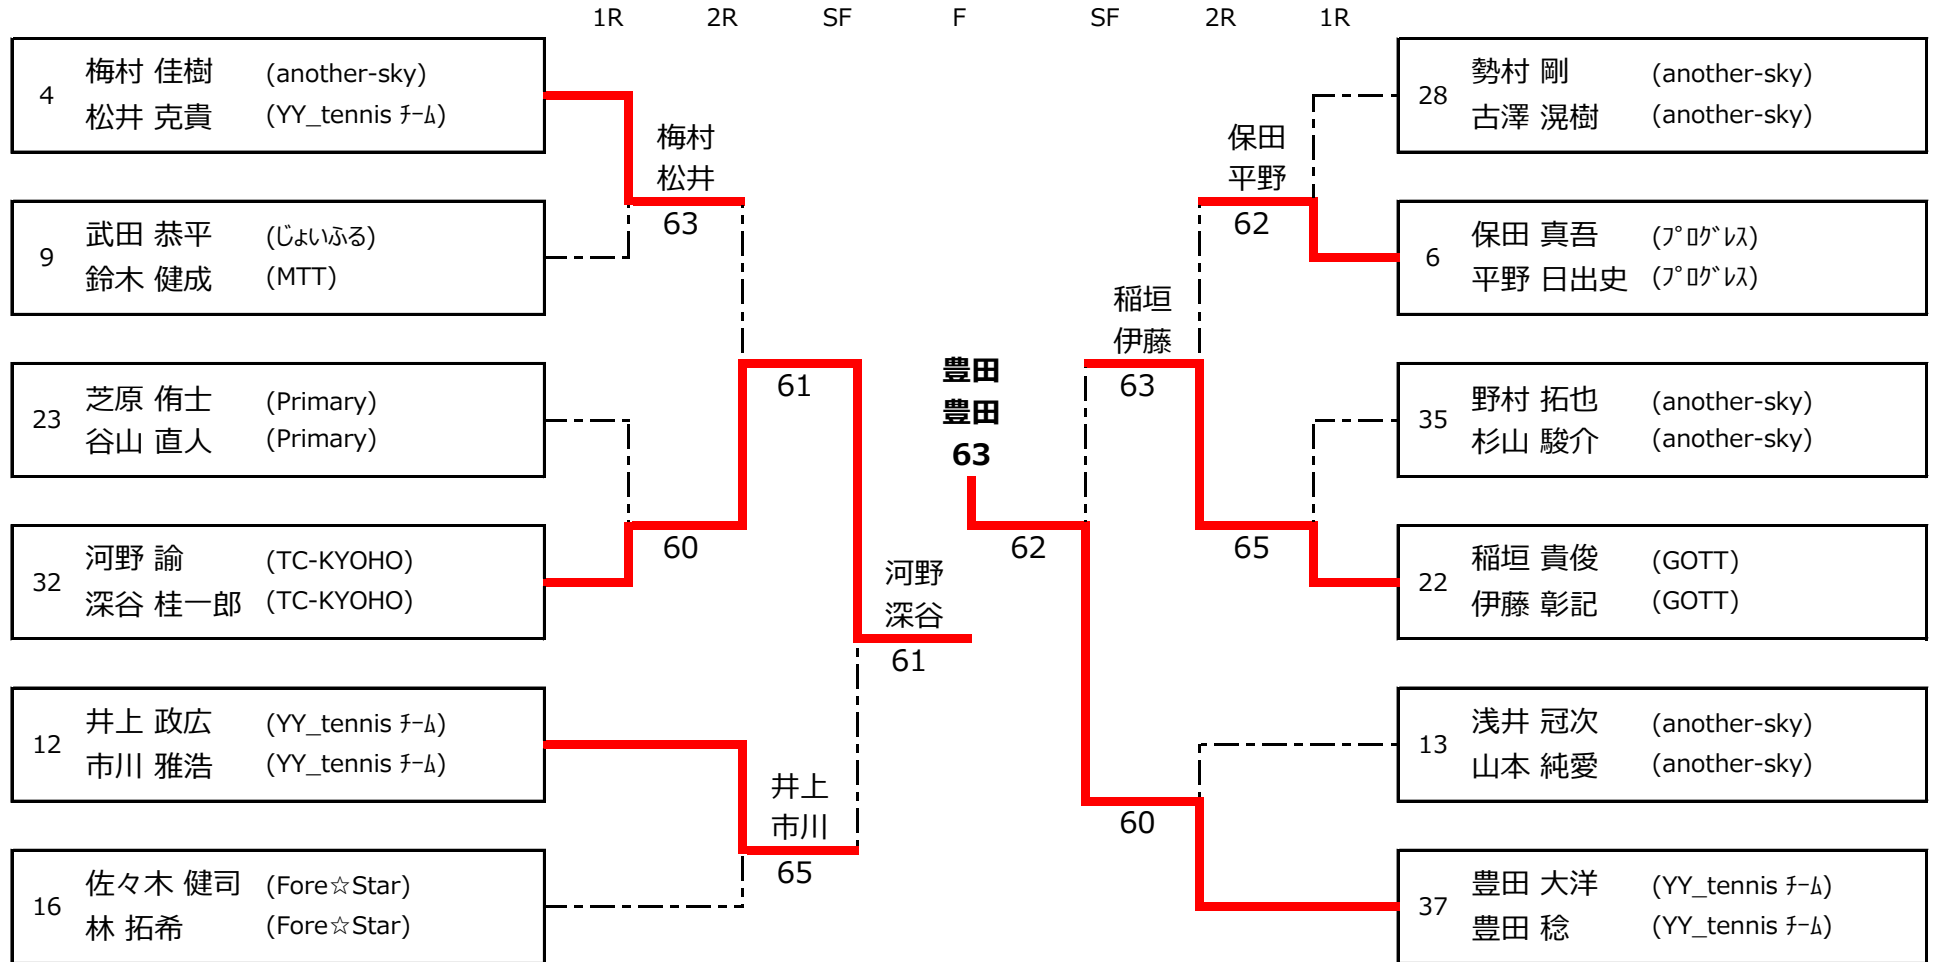 1R 2R SF F SF 2R 1R
4 梅村 佳樹 (another-sky)
松井 克貴 (YY_tennis ﾁｰﾑ)
9 武田 恭平 (じょいふる)
鈴木 健成 (MTT)
23 芝原 侑士 (Primary)
谷山 直人 (Primary)
32 河野 諭 (TC-KYOHO)
深谷 桂一郎 (TC-KYOHO)
12 井上 政広 (YY_tennis ﾁｰﾑ)
市川 雅浩 (YY_tennis ﾁｰﾑ)
16 佐々木 健司 (Fore☆Star)
林 拓希 (Fore☆Star)
梅村
松井
63
60
61
井上
市川
65
河野
深谷
61
豊田
豊田
63
62
稲垣
伊藤
63
60
保田
平野
62
65
28 勢村 剛 (another-sky)
古澤 滉樹 (another-sky)
6 保田 真吾 (ﾌﾟﾛｸﾞﾚｽ)
平野 日出史 (ﾌﾟﾛｸﾞﾚｽ)
35 野村 拓也 (another-sky)
杉山 駿介 (another-sky)
22 稲垣 貴俊 (GOTT)
伊藤 彰記 (GOTT)
13 浅井 冠次 (another-sky)
山本 純愛 (another-sky)
37 豊田 大洋 (YY_tennis ﾁｰﾑ)
豊田 稔 (YY_tennis ﾁｰﾑ)